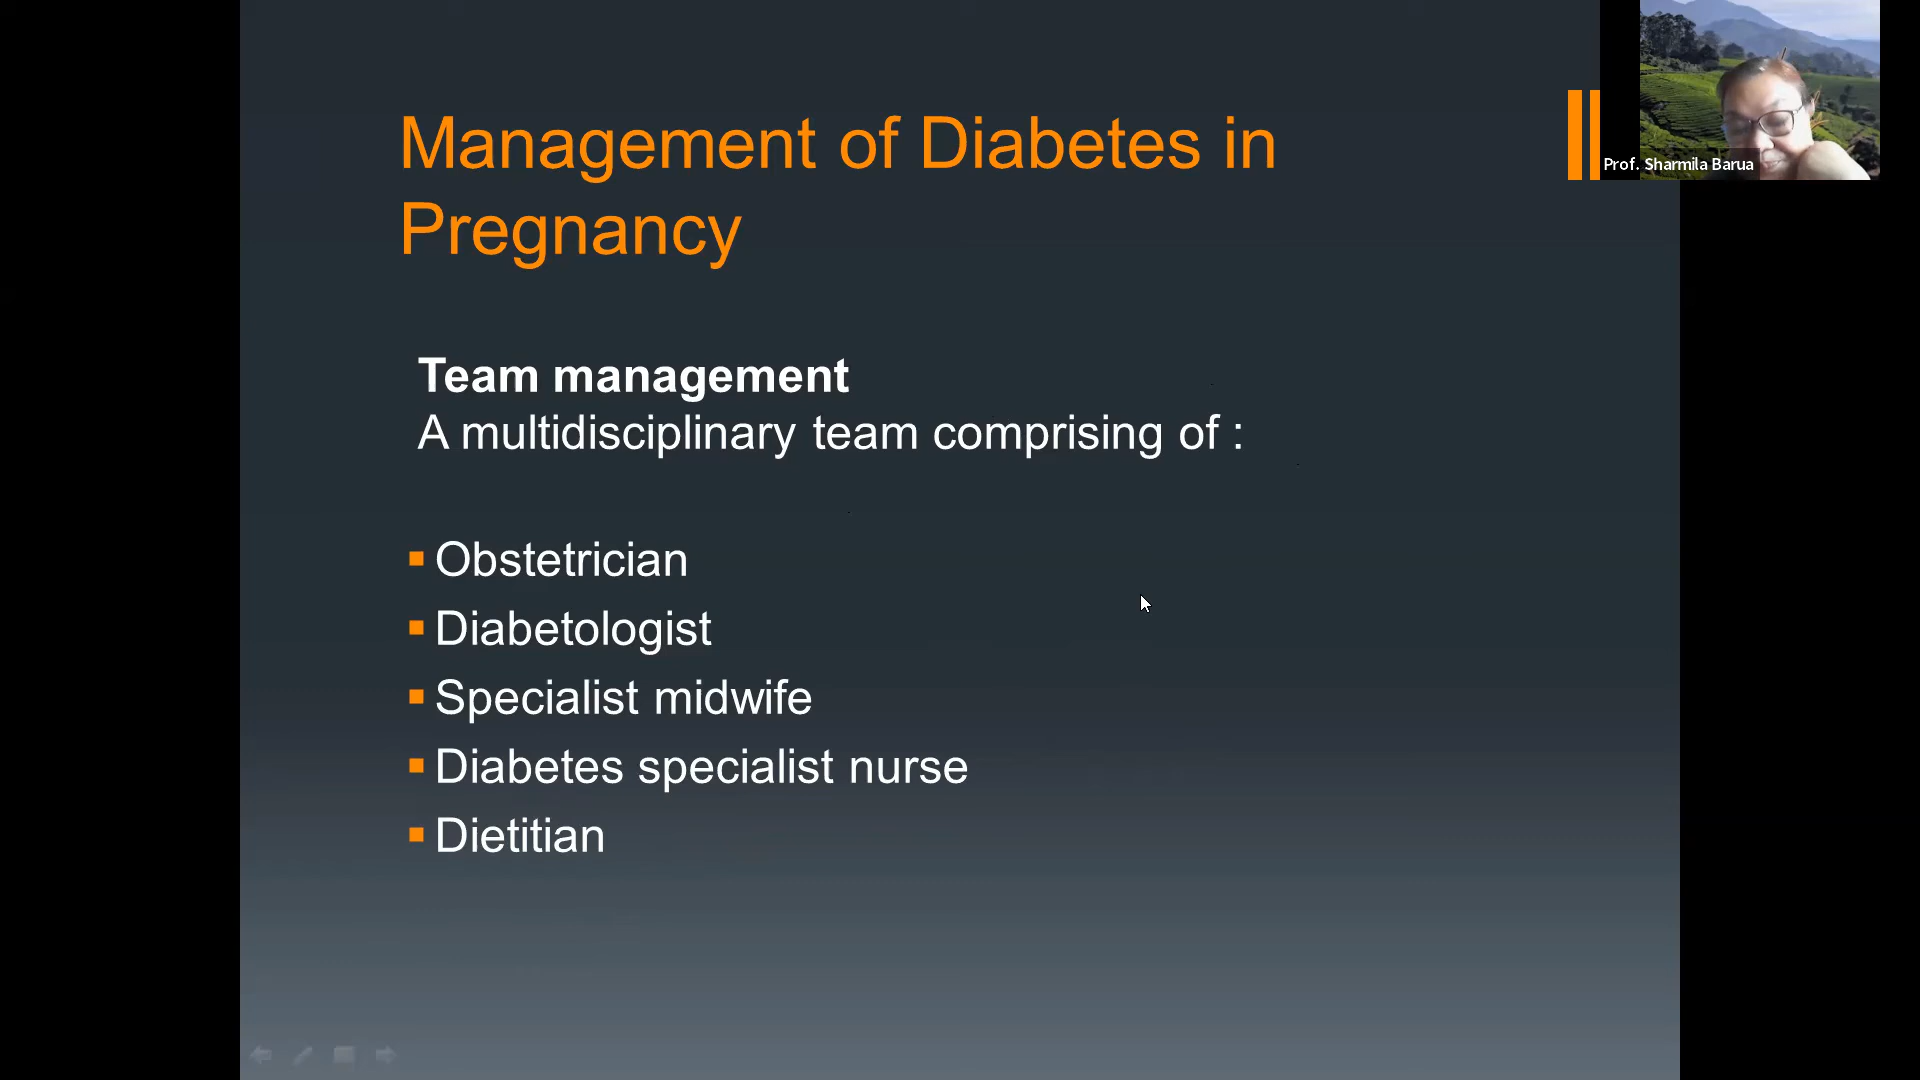 Management of Diabetes in
Pregnancy
Prof. Sharmila Barua
Team management
A multidisciplinary team comprising of :
Obstetrician
Diabetologist
Specialist midwife
Diabetes specialist nurse
Dietitian